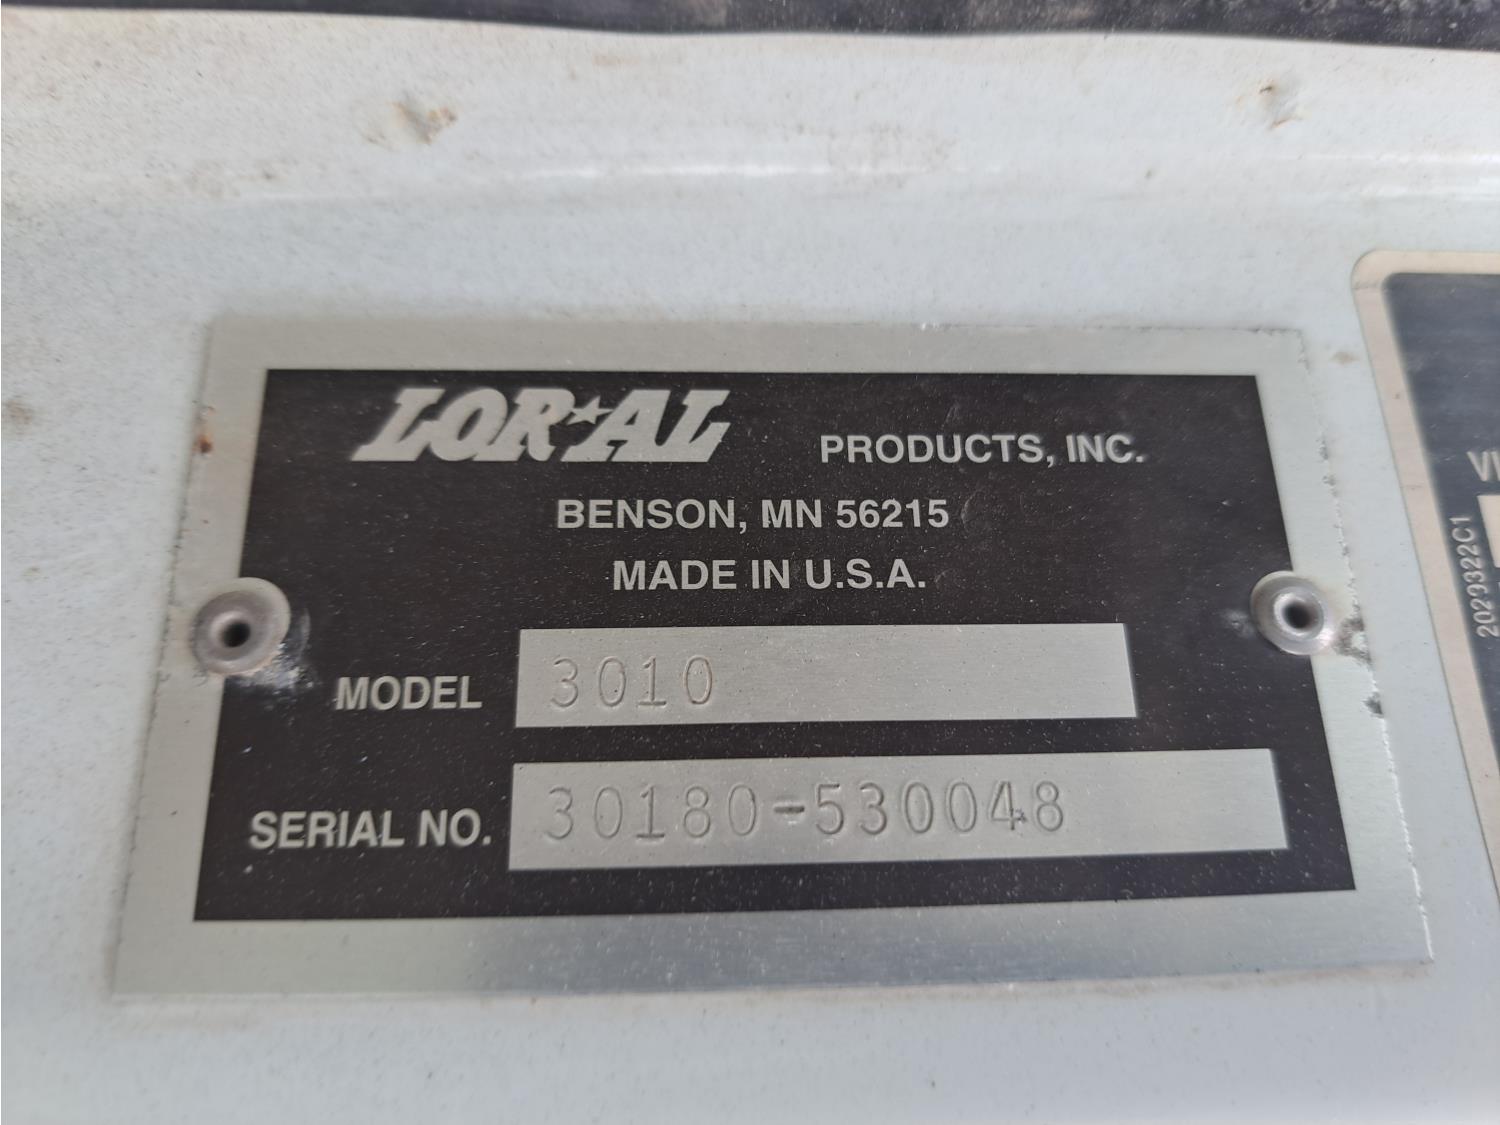 LOR★AL PRODUCTS, INC.
BENSON, MN 56215
MADE IN U.S.A.
MODEL 3010
SERIAL NO. 30180-530048
2029322C1